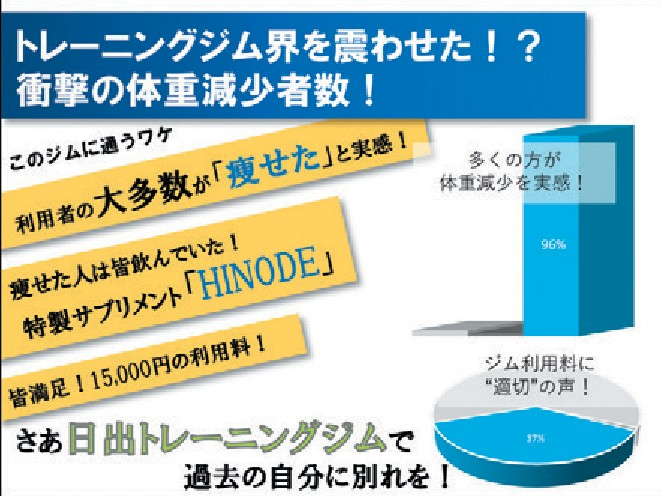 トレーニングジム界を震わせた！？
衝撃の体重減少者数！
このジムに通うワケ
利用者の大多数が「痩せた」と実感！
多くの方が
体重減少を実感！
96%
痩せた人は皆飲んでいた！
特製サプリメント「HINODE」
皆満足！15,000円の利用料！
ジム利用料に
“適切”の声！
37%
さあ日出トレーニングジムで
過去の自分に別れを！